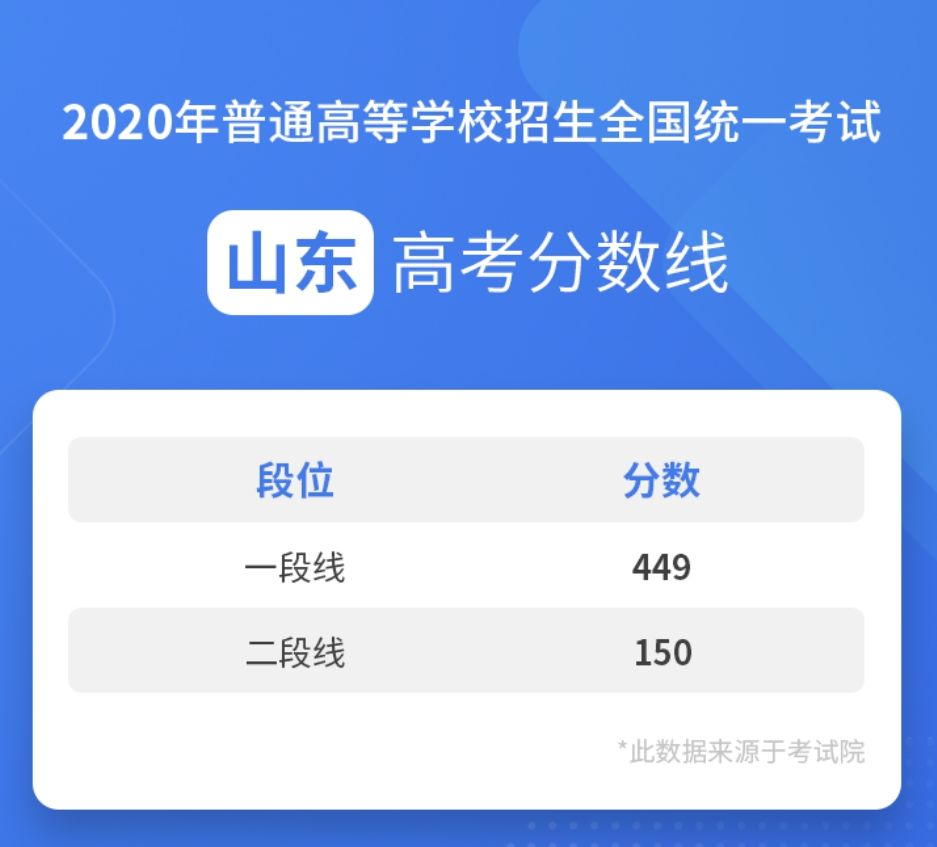 2020年普通高等学校招生全国统一考试
山东 高考分数线
段位 分数
一段线 449
二段线 150
*此数据来源于考试院